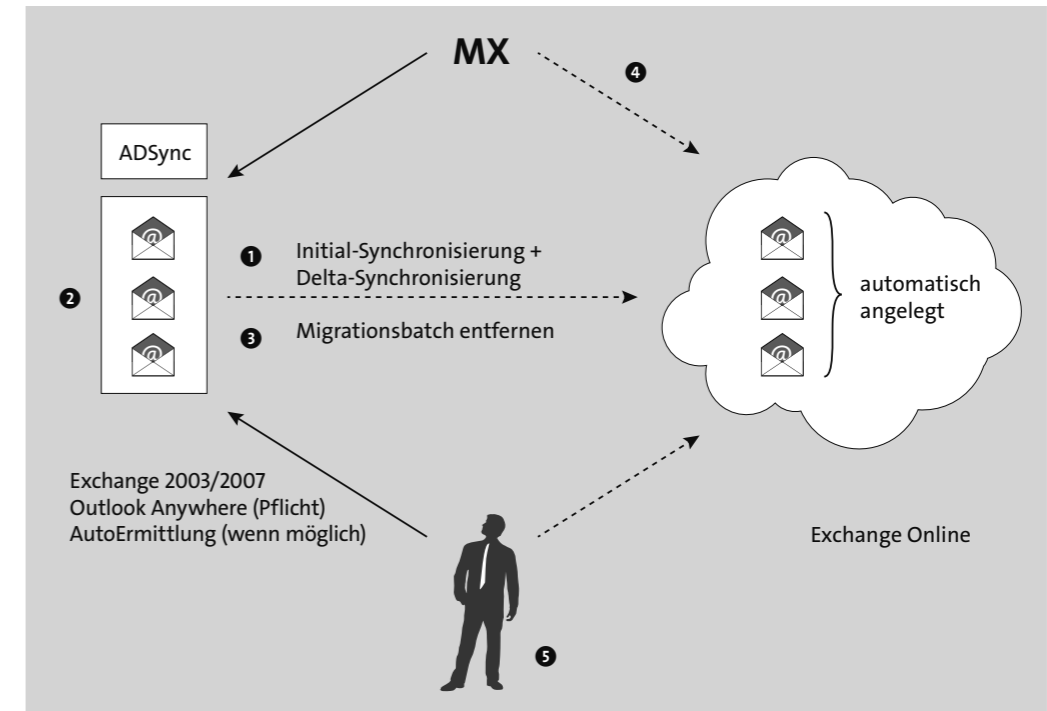 MX
❹
ADSync
❶ Initial-Synchronisierung +
Delta-Synchronisierung
❷
❸ Migrationsbatch entfernen
automatisch
angelegt
Exchange 2003/2007
Outlook Anywhere (Pflicht)
AutoErmittlung (wenn möglich)
Exchange Online
❺